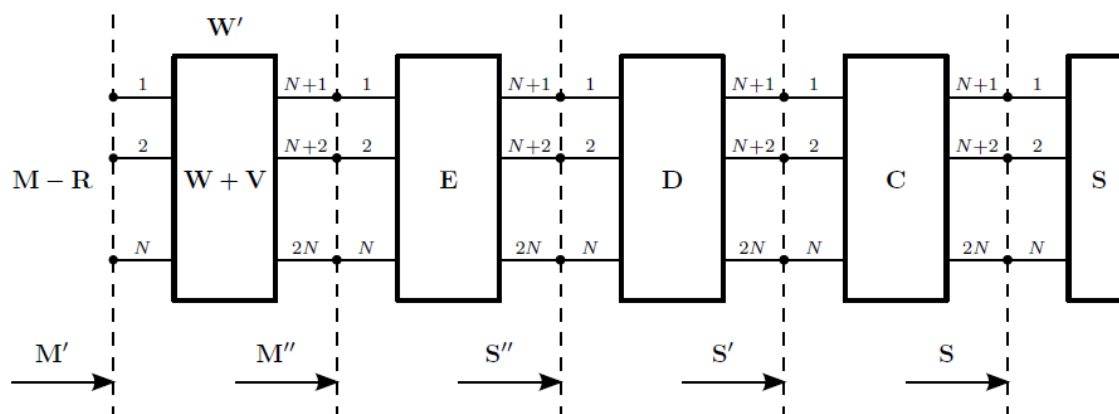 W′
1 N+1 1 N+1 1 N+1 1 N+1 1
2 N+2 2 N+2 2 N+2 2 N+2 2
M − R W + V E D C S
N 2N N 2N N 2N N 2N N
M′ M′′ S′′ S′ S